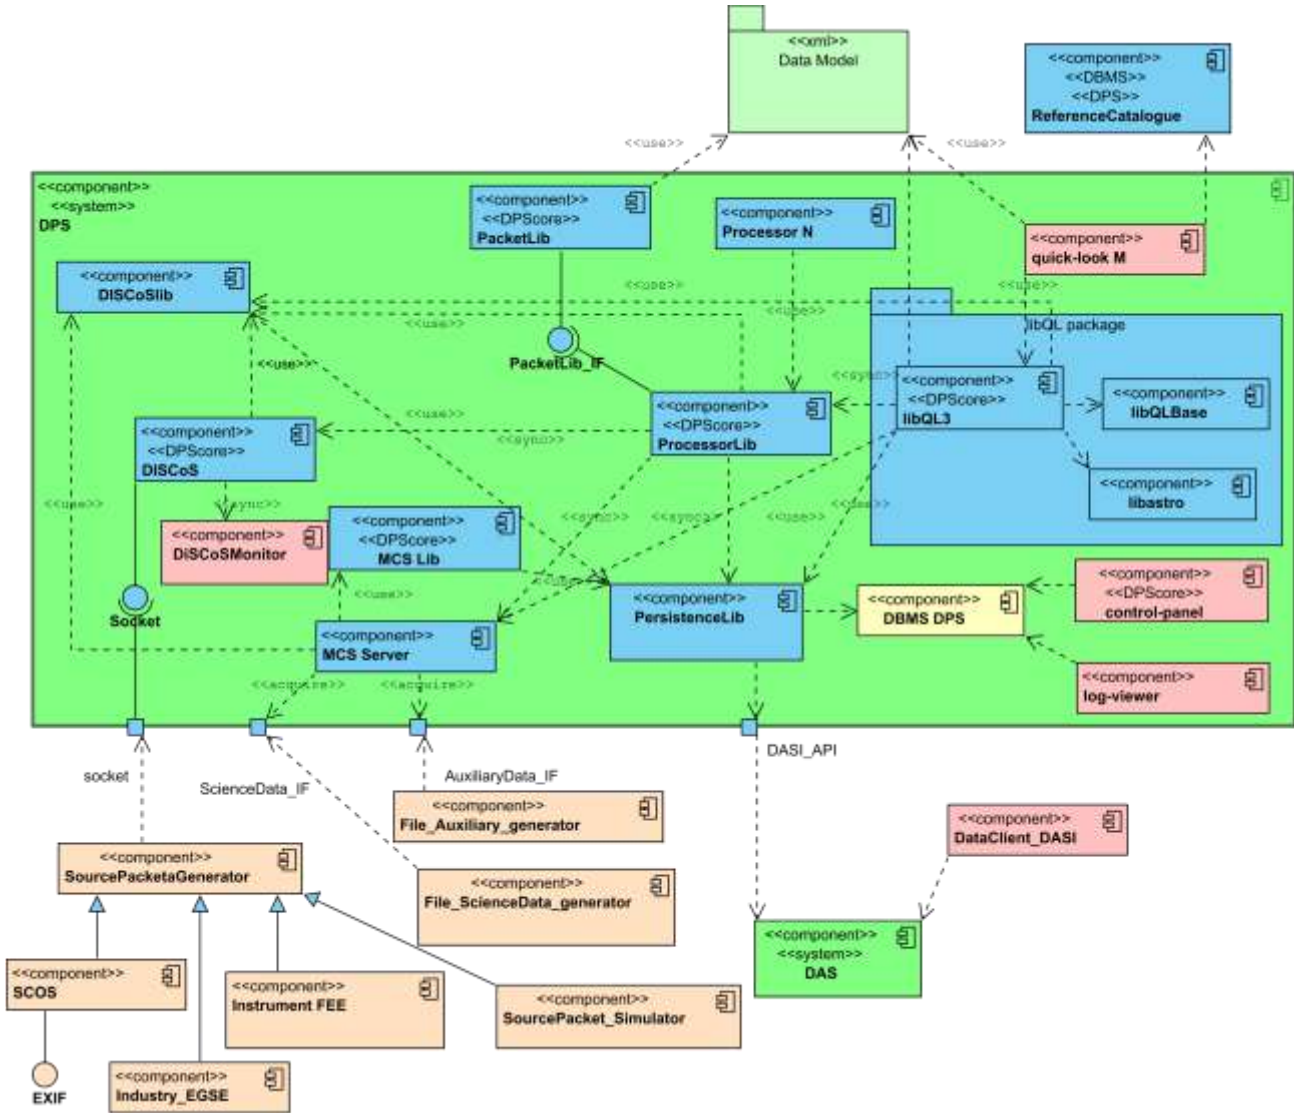 <<xml>>
Data Model
<<component>>
<<DBMS>>
<<DPS>>
ReferenceCatalogue
<<use>>
<<use>>
<<component>>
<<system>>
DPS
<<component>>
<<DPScore>>
PacketLib
<<component>>
Processor N
<<component>>
quick-look M
<<component>>
DISCoSlib
<<use>>
<<use>>
libQL package
<<use>>
PacketLib_IF
<<sync>>
<<component>>
<<DPScore>>
libQL3
<<component>>
libQLBase
<<component>>
<<DPScore>>
ProcessorLib
<<use>>
<<sync>>
<<component>>
<<DPScore>>
DISCoS
<<component>>
libastro
<<use>>
<<sync>>
<<sync>>
<<sync>>
<<use>>
<<use>>
<<component>>
DiSCoSMonitor
<<component>>
<<DPScore>>
MCS Lib
<<use>>
<<use>>
<<component>>
PersistenceLib
<<component>>
DBMS DPS
<<component>>
<<DPScore>>
control-panel
Socket
<<component>>
MCS Server
<<component>>
log-viewer
<<acquire>>
<<acquire>>
socket
ScienceData_IF
AuxiliaryData_IF
DASI_API
<<component>>
File_Auxiliary_generator
<<component>>
DataClient_DASI
<<component>>
SourcePacketaGenerator
<<component>>
File_ScienceData_generator
<<component>>
<<system>>
DAS
<<component>>
SCOS
<<component>>
Instrument FEE
<<component>>
SourcePacket_Simulator
EXIF
<<component>>
Industry_EGSE